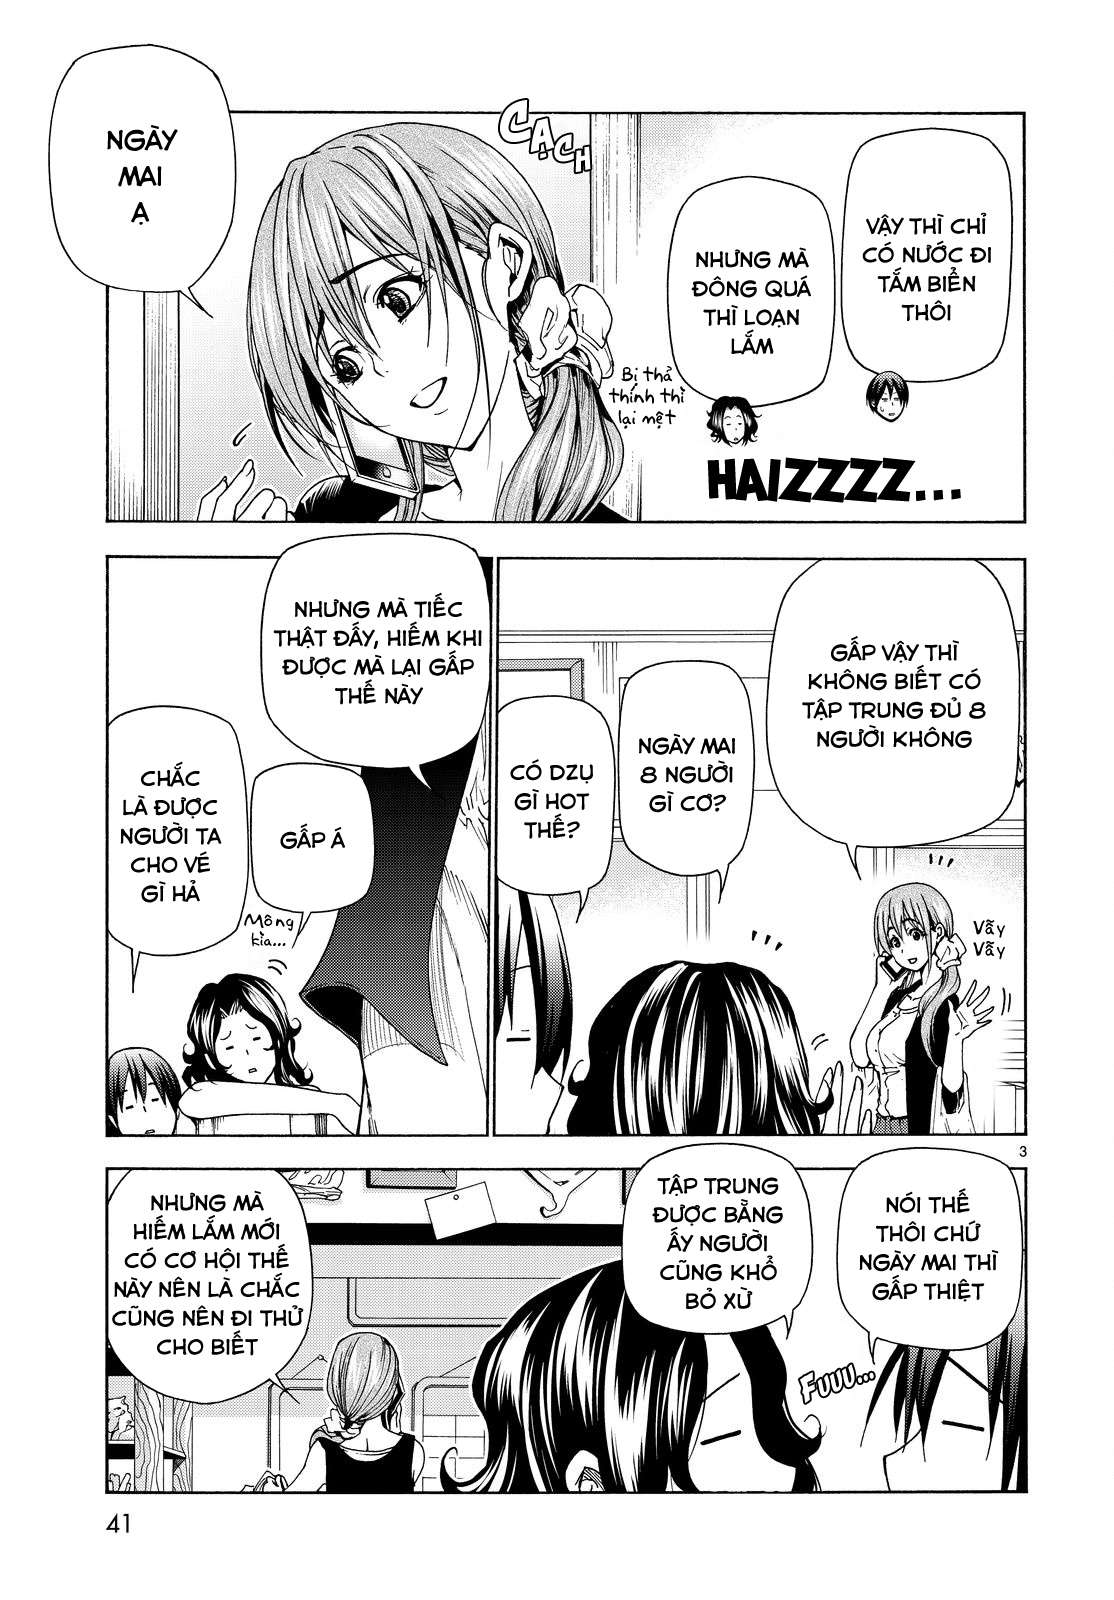 VẬY THÌ CHỈ
CÓ NƯỚC ĐI
TẮM BIỂN
THÔI
NHƯNG MÀ
ĐÔNG QUÁ
THÌ LOẠN
LẮM
Bị thả
thính thì
lại mệt
HAIZZZZ...
CẠCH
NGÀY
MAI
Ạ
GẤP VẬY THÌ
KHÔNG BIẾT CÓ
TẬP TRUNG ĐỦ 8
NGƯỜI KHÔNG
Vẫy
Vẫy
NGÀY MAI
8 NGƯỜI
GÌ CƠ?
CÓ DZỤ
GÌ HOT
THẾ?
NHƯNG MÀ TIẾC
THẬT ĐẤY, HIẾM KHI
ĐƯỢC MÀ LẠI GẤP
THẾ NÀY
GẤP Á
Mông
kìa...
CHẮC
LÀ ĐƯỢC
NGƯỜI TA
CHO VÉ
GÌ HẢ
3
NÓI THẾ
THÔI CHỨ
NGÀY MAI THÌ
GẤP THIỆT
TẬP TRUNG
ĐƯỢC BẰNG
ẤY NGƯỜI
CŨNG KHỔ
BỎ XỪ
FUUU...
NHƯNG MÀ
HIẾM LẮM MỚI
CÓ CƠ HỘI THẾ
NÀY NÊN LÀ CHẮC
CŨNG NÊN ĐI THỬ
CHO BIẾT
41